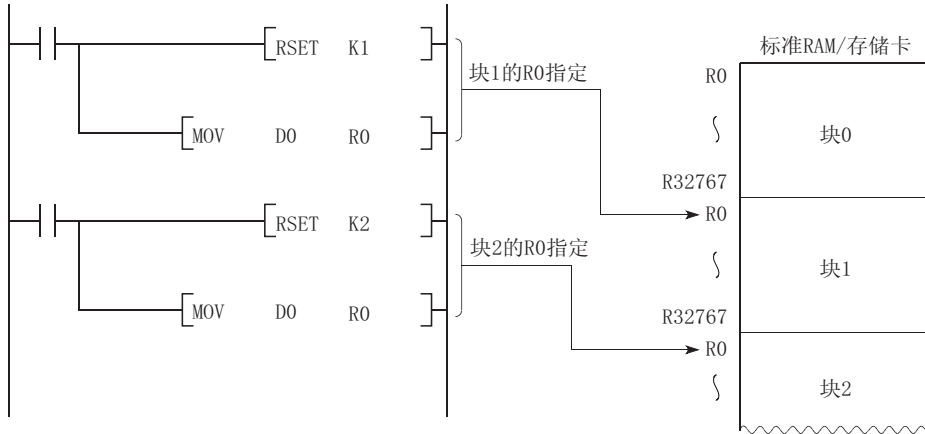 RSET K1
MOV D0 R0
块1的R0指定
RSET K2
MOV D0 R0
块2的R0指定
标准RAM/存储卡
R0
块0
R32767
R0
块1
R32767
R0
块2